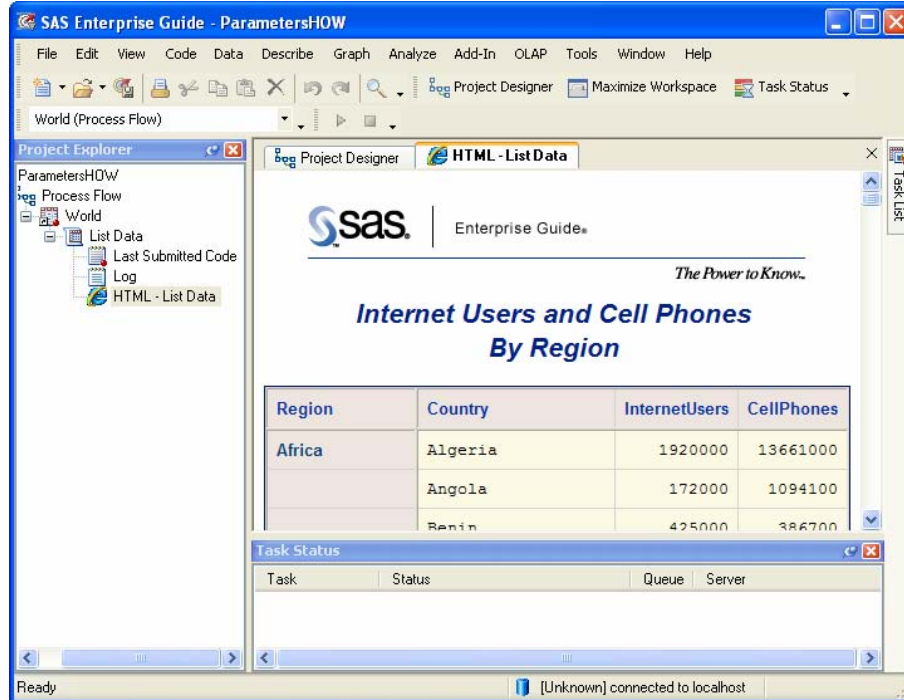 SAS Enterprise Guide - ParametersHOW
File Edit View Code Data Describe Graph Analyze Add-In OLAP Tools Window Help
Project Designer Maximize Workspace Task Status
World (Process Flow)
Project Explorer
ParametersHOW
Process Flow
World
List Data
Last Submitted Code
Log
HTML - List Data
Project Designer HTML - List Data
Task List
sas. Enterprise Guide®
The Power to Know™
Internet Users and Cell Phones
By Region
Region Country InternetUsers CellPhones
Africa Algeria 1920000 13661000
Angola 172000 1094100
Benin 425000 386700
Task Status
Task Status Queue Server
Ready [Unknown] connected to localhost